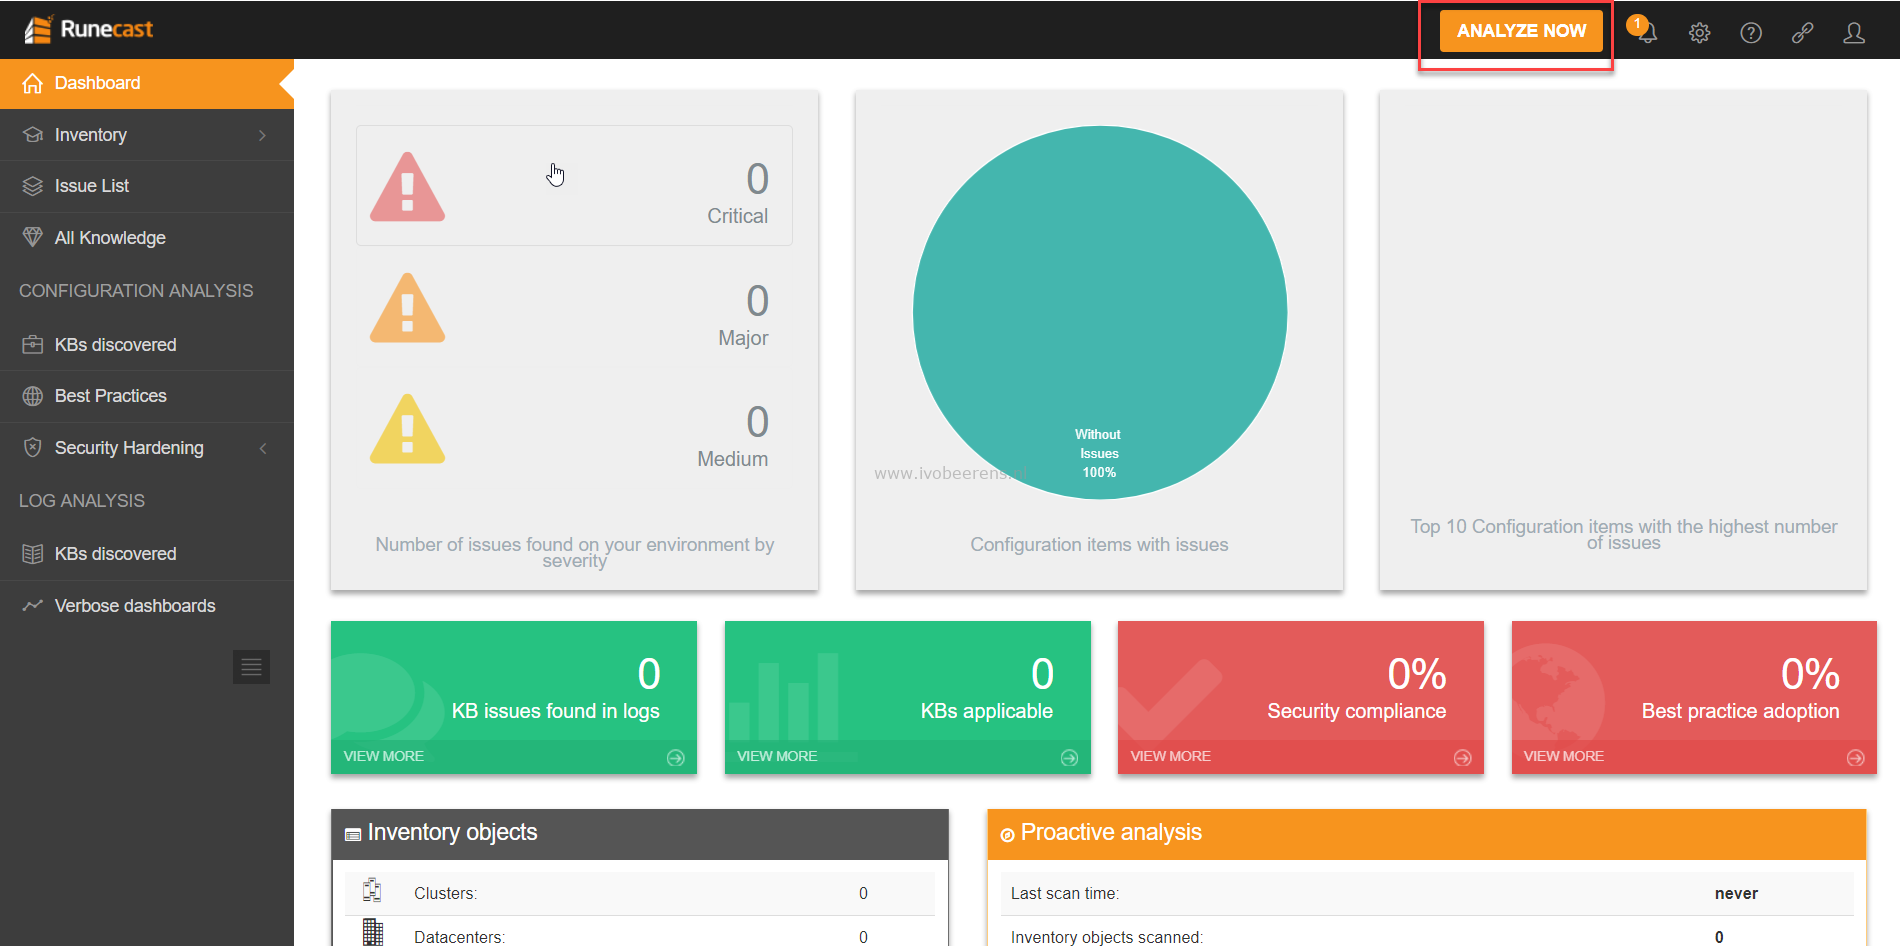 Runecast
ANALYZE NOW
1
Dashboard
Inventory
Issue List
All Knowledge
CONFIGURATION ANALYSIS
KBs discovered
Best Practices
Security Hardening
LOG ANALYSIS
KBs discovered
Verbose dashboards
0
Critical
0
Major
0
Medium
Number of issues found on your environment by
severity
Without
Issues
100%
www.ivobeerens.nl
Configuration items with issues
Top 10 Configuration items with the highest number
of issues
0
KB issues found in logs
VIEW MORE
0
KBs applicable
VIEW MORE
0%
Security compliance
VIEW MORE
0%
Best practice adoption
VIEW MORE
Inventory objects
Clusters: 0
Datacenters: 0
Proactive analysis
Last scan time: never
Inventory objects scanned: 0